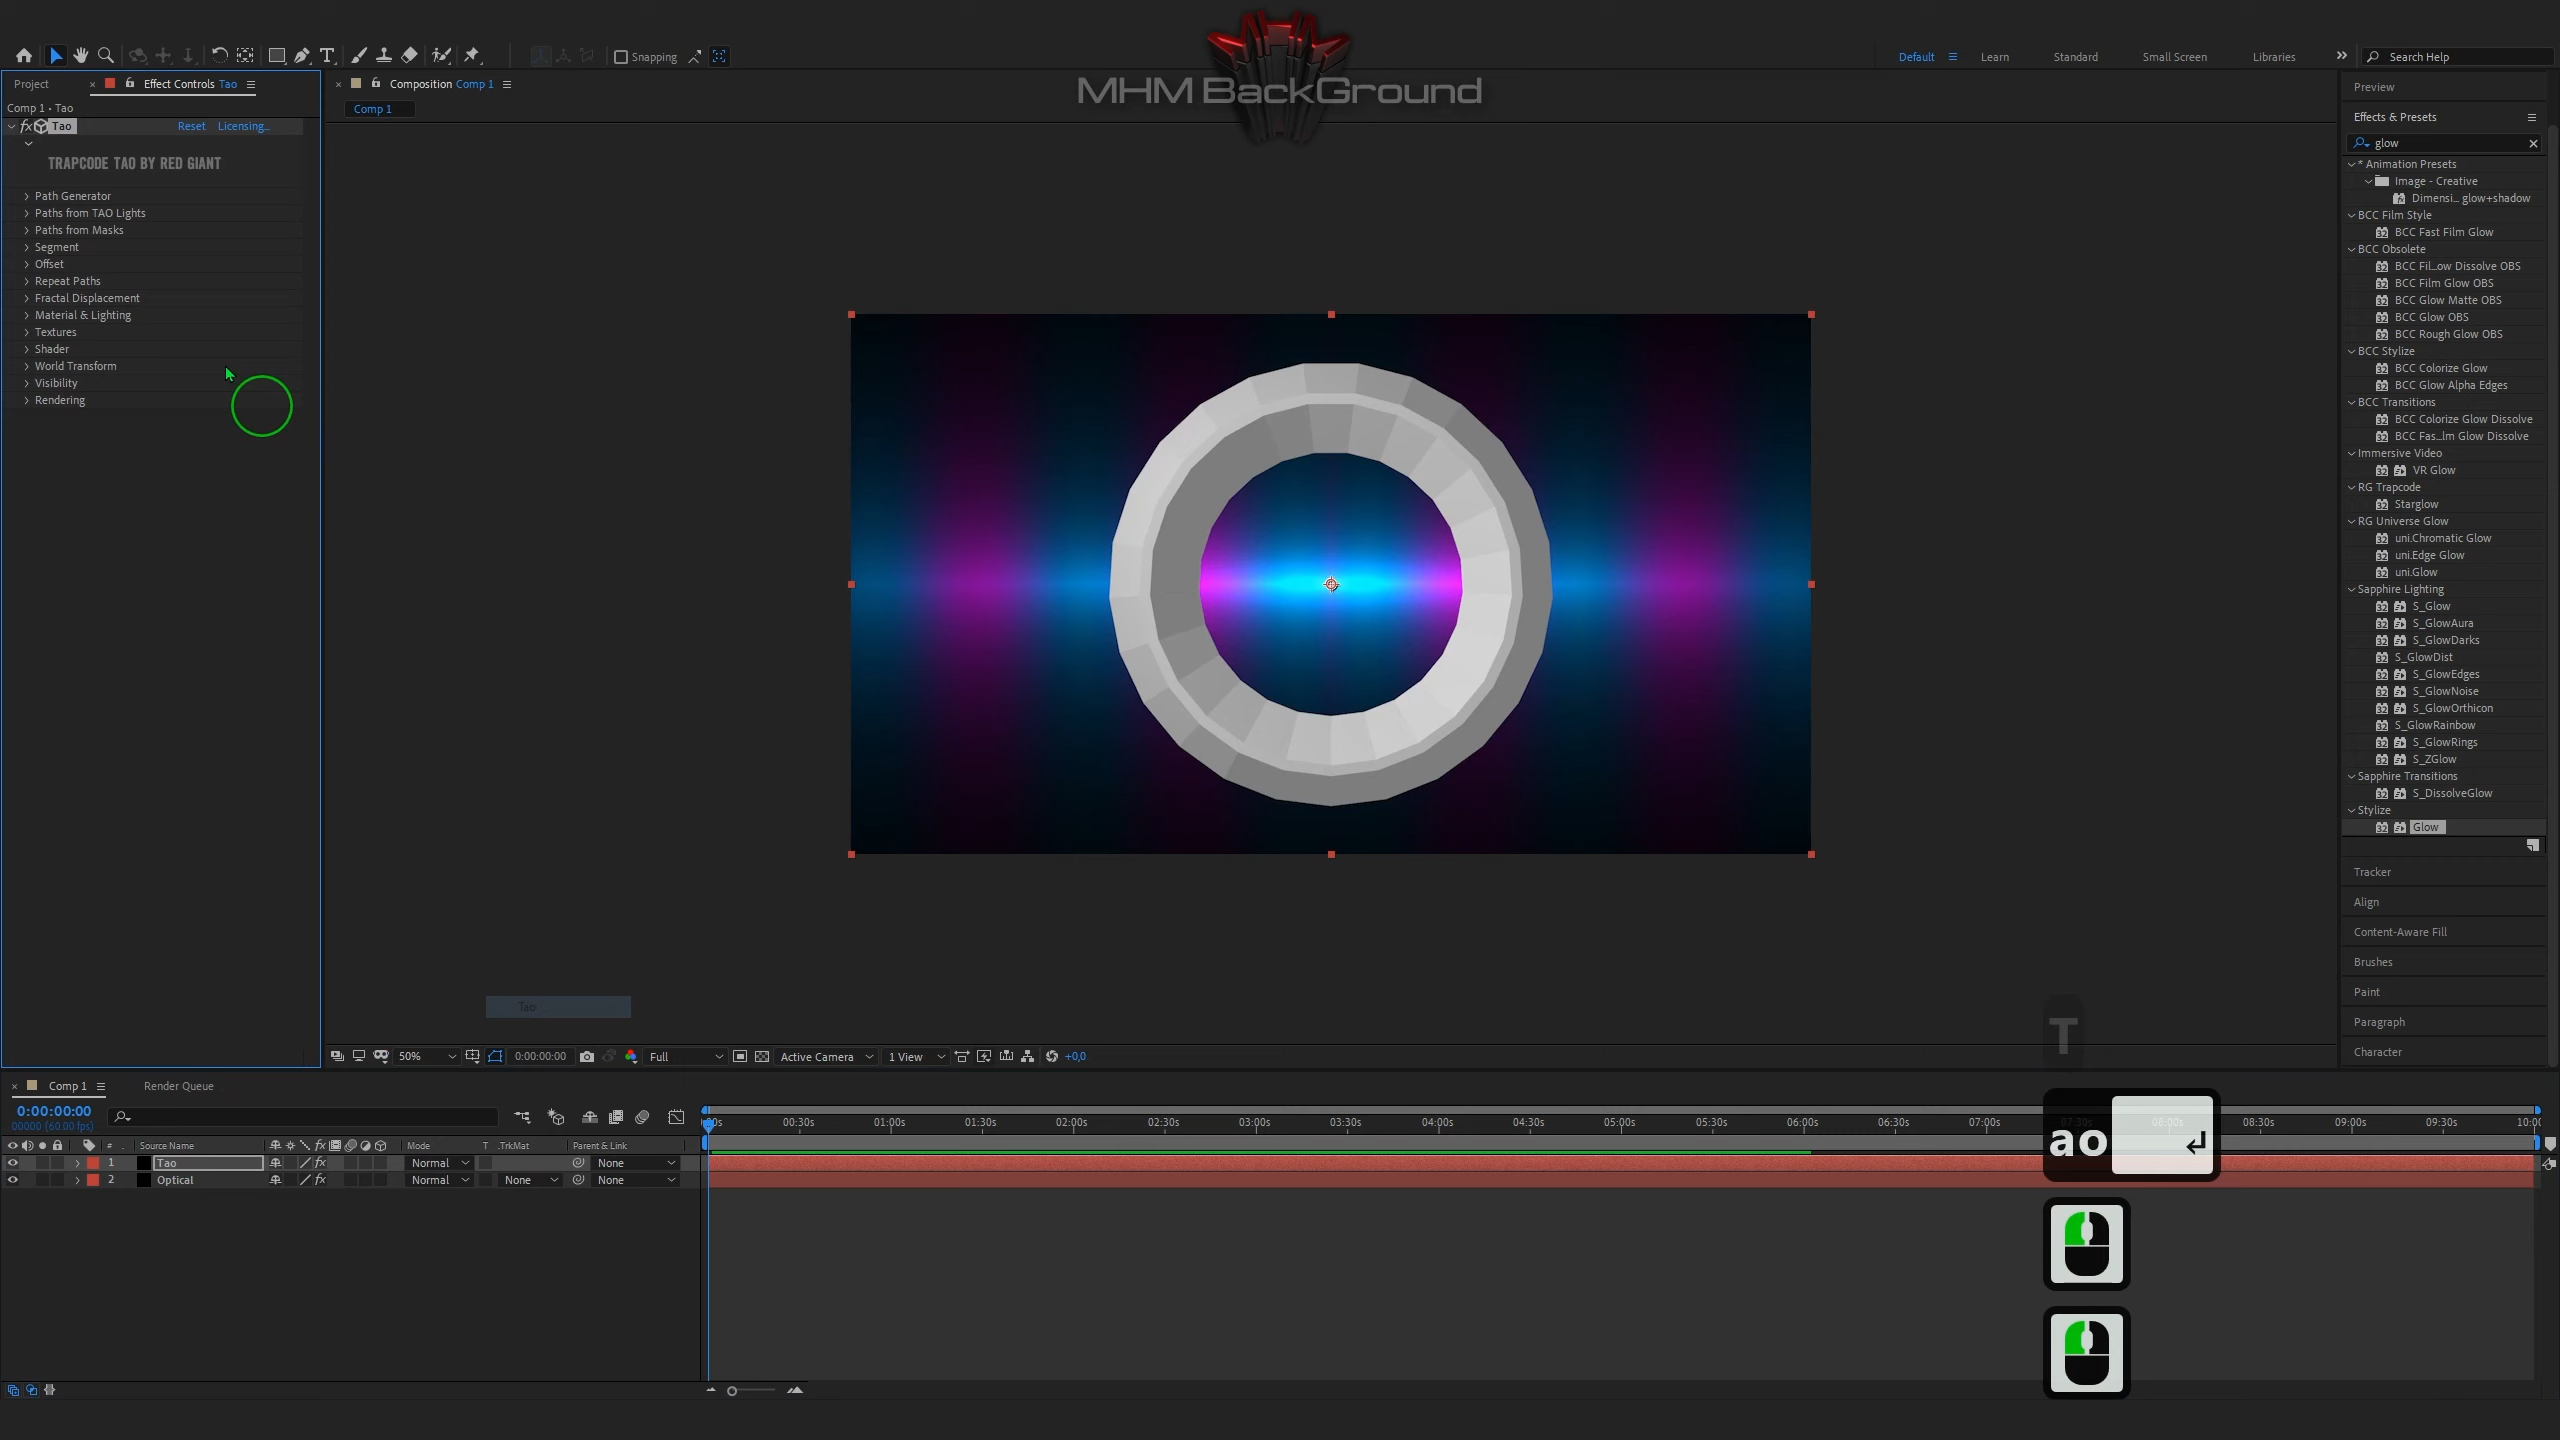 MHM BackGround
Snapping
Default
Learn
Standard
Small Screen
Libraries
Search Help
Project
Effect Controls Tao
Comp 1 • Tao
Tao
Reset
Licensing...
TRAPCODE TAO BY RED GIANT
Path Generator
Paths from TAO Lights
Paths from Masks
Segment
Offset
Repeat Paths
Fractal Displacement
Material & Lighting
Textures
Shader
World Transform
Visibility
Rendering
Composition Comp 1
Comp 1
Preview
Effects & Presets
glow
* Animation Presets
Image - Creative
Dimensi... glow+shadow
BCC Film Style
BCC Fast Film Glow
BCC Obsolete
BCC Fil...ow Dissolve OBS
BCC Film Glow OBS
BCC Glow Matte OBS
BCC Glow OBS
BCC Rough Glow OBS
BCC Stylize
BCC Colorize Glow
BCC Glow Alpha Edges
BCC Transitions
BCC Colorize Glow Dissolve
BCC Fas...lm Glow Dissolve
Immersive Video
VR Glow
RG Trapcode
Starglow
RG Universe Glow
uni.Chromatic Glow
uni.Edge Glow
uni.Glow
Sapphire Lighting
S_Glow
S_GlowAura
S_GlowDarks
S_GlowDist
S_GlowEdges
S_GlowNoise
S_GlowOrthicon
S_GlowRainbow
S_GlowRings
S_ZGlow
Sapphire Transitions
S_DissolveGlow
Stylize
Glow
Tracker
Align
Content-Aware Fill
Brushes
Paint
Paragraph
Character
Tao
T
50%
0:00:00:00
Full
Active Camera
1 View
+0,0
Comp 1
Render Queue
0:00:00:00
00000 (60.00 fps)
# Source Name
Mode
T .TrkMat
Parent & Link
1 Tao
Normal
None
2 Optical
Normal
None
None
00:30s 01:00s 01:30s 02:00s 02:30s 03:00s 03:30s 04:00s 04:30s 05:00s 05:30s 06:00s 06:30s 07:00s 07:30s 08:00s 08:30s 09:00s 09:30s
ao